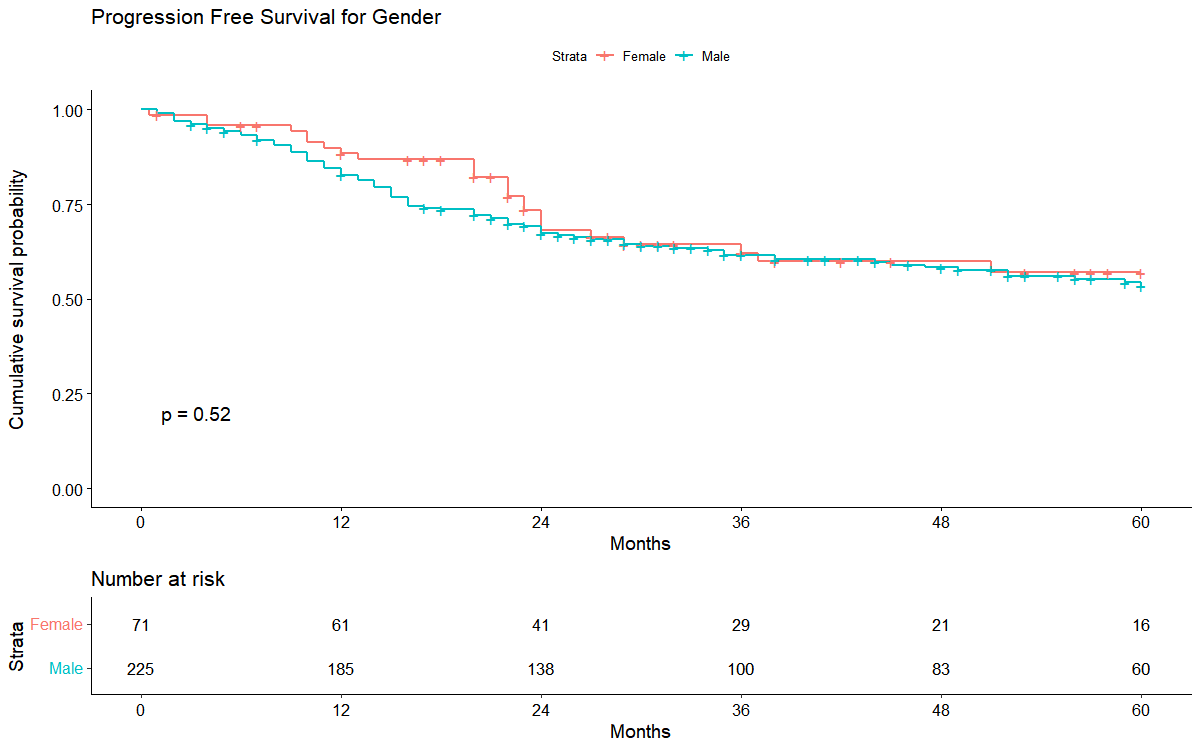 Progression Free Survival for Gender
Strata Female Male
Cumulative survival probability
1.00
0.75
0.50
0.25
0.00
p = 0.52
0 12 24 36 48 60
Months
Number at risk
Strata
Female 71 61 41 29 21 16
Male 225 185 138 100 83 60
0 12 24 36 48 60
Months